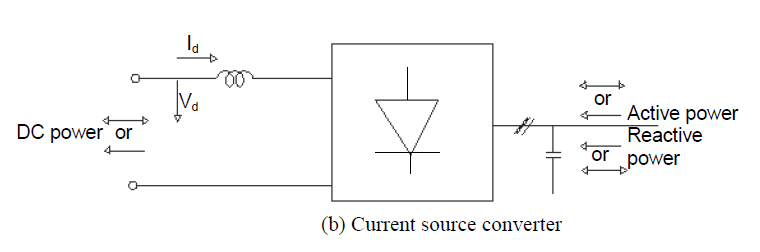 Id
Vd
DC power or
or
Active power
Reactive
or power
(b) Current source converter